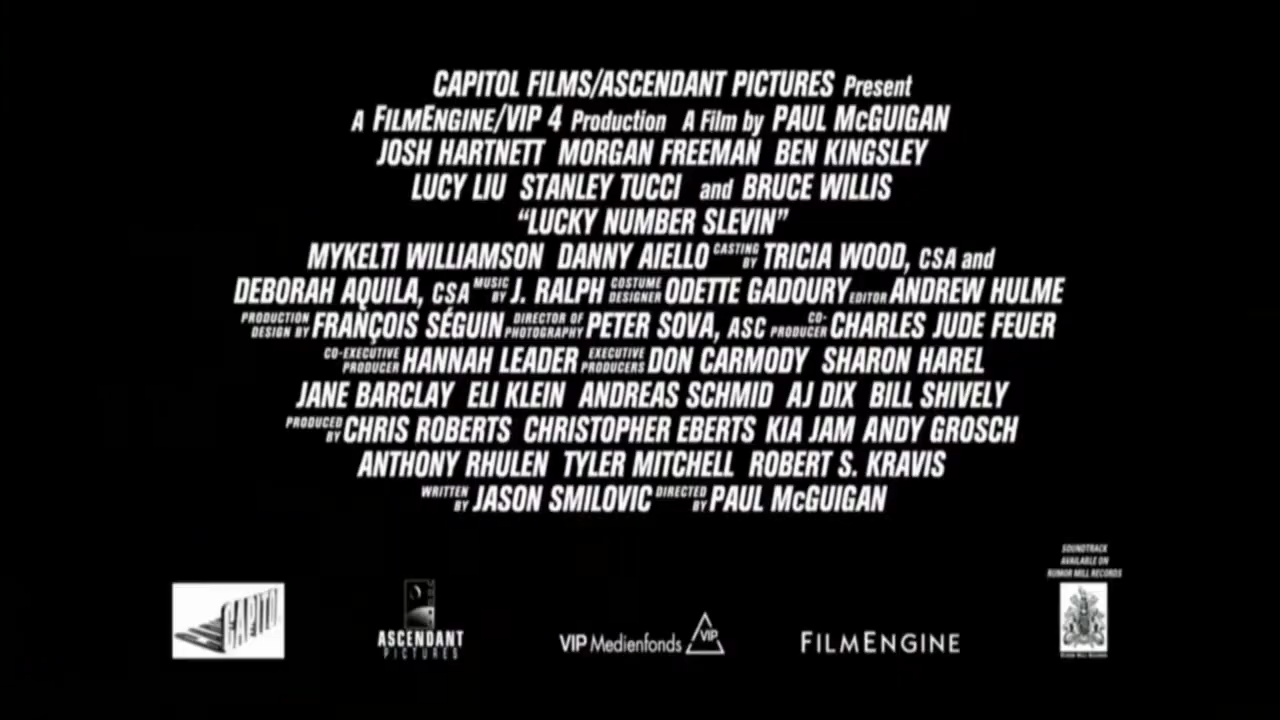 CAPITOL FILMS/ASCENDANT PICTURES Present
A FILMENGINE/VIP 4 Production A Film by PAUL McGUIGAN
JOSH HARTNETT MORGAN FREEMAN BEN KINGSLEY
LUCY LIU STANLEY TUCCI and BRUCE WILLIS
“LUCKY NUMBER SLEVIN”
MYKELTI WILLIAMSON DANNY AIELLO CASTING BY TRICIA WOOD, CSA and
DEBORAH AQUILA, CSA MUSIC BY J. RALPH COSTUME DESIGNER ODETTE GADOURY EDITOR ANDREW HULME
PRODUCTION DESIGN BY FRANÇOIS SÉGUIN DIRECTOR OF PHOTOGRAPHY PETER SOVA, ASC CO-PRODUCER CHARLES JUDE FEUER
CO-EXECUTIVE PRODUCER HANNAH LEADER EXECUTIVE PRODUCERS DON CARMODY SHARON HAREL
JANE BARCLAY ELI KLEIN ANDREAS SCHMID AJ DIX BILL SHIVELY
PRODUCED BY CHRIS ROBERTS CHRISTOPHER EBERTS KIA JAM ANDY GROSCH
ANTHONY RHULEN TYLER MITCHELL ROBERT S. KRAVIS
WRITTEN BY JASON SMILOVIC DIRECTED BY PAUL McGUIGAN
SOUNDTRACK
AVAILABLE ON
RUMOR MILL RECORDS
CAPITOL
ASCENDANT
PICTURES
VIP Medienfonds VIP
FILMENGINE